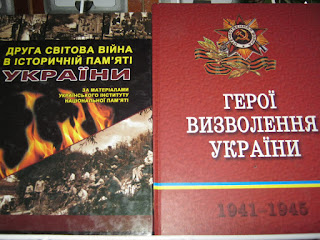 ДРУГА СВІТОВА ВІЙНА
В ІСТОРИЧНІЙ ПАМ'ЯТІ
УКРАЇНИ
ЗА МАТЕРІАЛАМИ
УКРАЇНСЬКОГО ІНСТИТУТУ
НАЦІОНАЛЬНОЇ ПАМ'ЯТІ
ГЕРОЇ
ВИЗВОЛЕННЯ
УКРАЇНИ
1941-1945